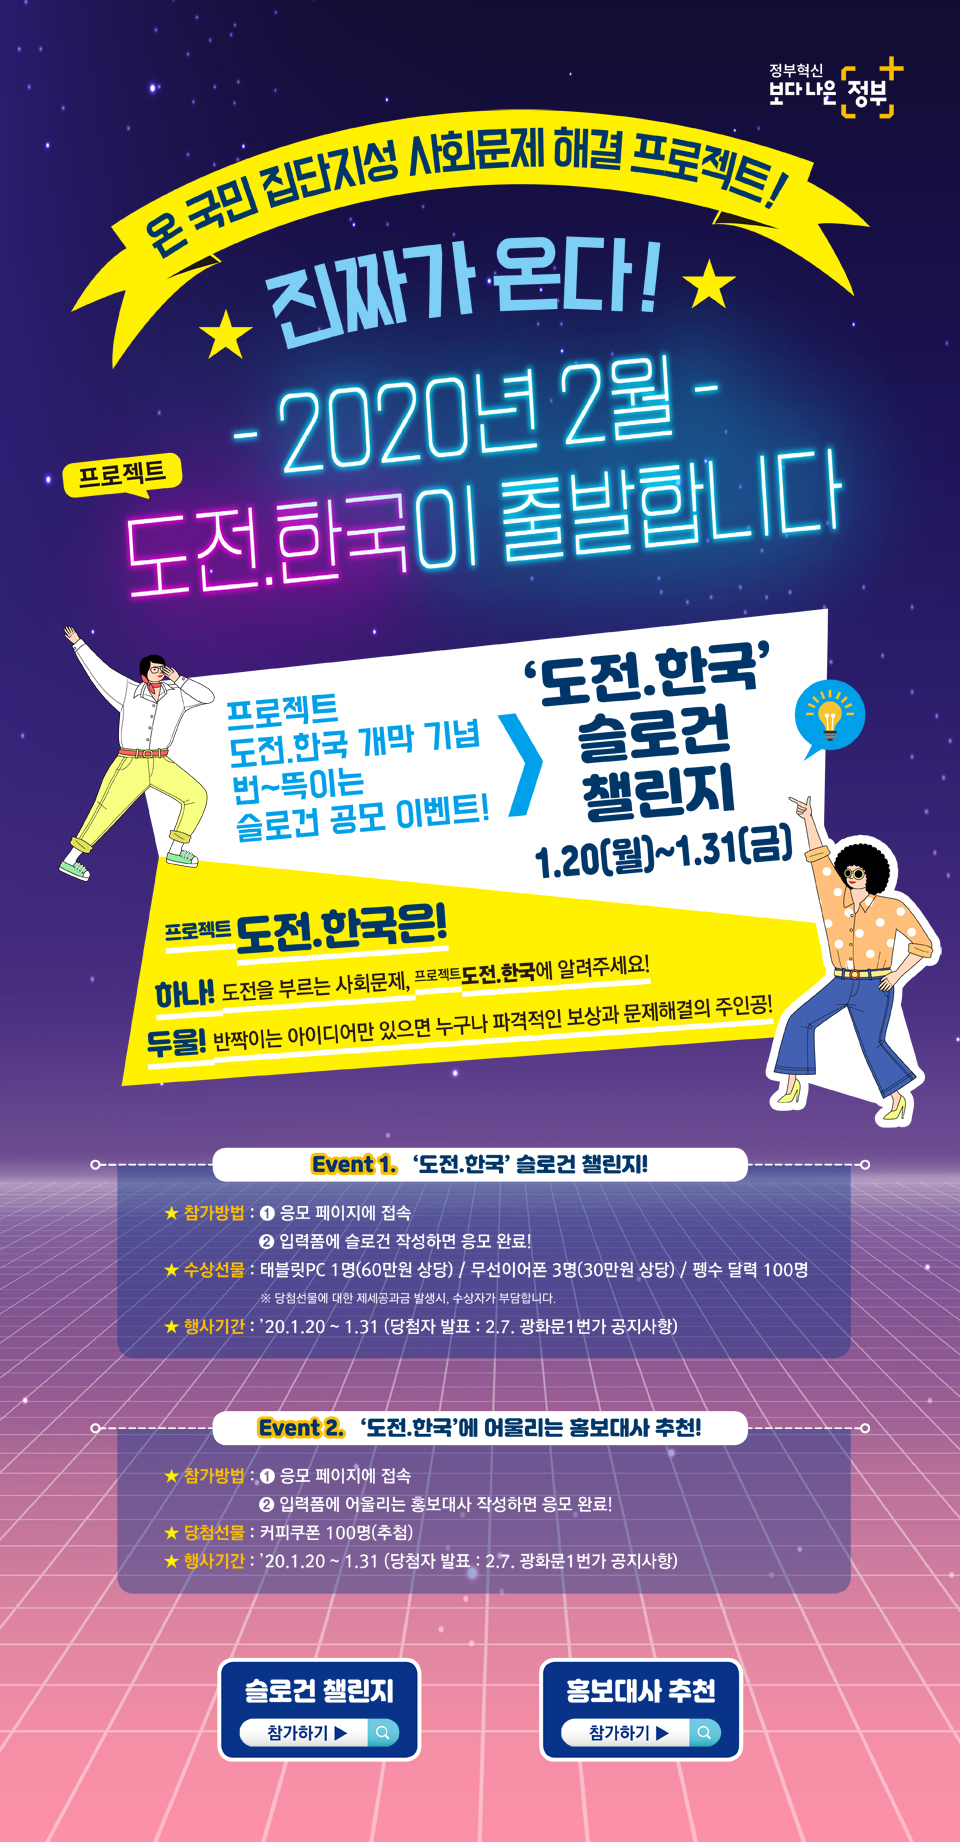 정부혁신
보다 나은 정부
온 국민 집단지성 사회문제 해결 프로젝트!
진짜가 온다!
- 2020년 2월 -
프로젝트
도전.한국이 출발합니다
프로젝트
도전.한국 개막 기념
번~뜩이는
슬로건 공모 이벤트!
‘도전.한국’
슬로건
챌린지
1.20(월)~1.31(금)
프로젝트 도전.한국은!
하나! 도전을 부르는 사회문제, 프로젝트도전.한국에 알려주세요!
두울! 반짝이는 아이디어만 있으면 누구나 파격적인 보상과 문제해결의 주인공!
Event 1. ‘도전.한국’ 슬로건 챌린지!
★ 참가방법 : ❶ 응모 페이지에 접속
❷ 입력폼에 슬로건 작성하면 응모 완료!
★ 수상선물 : 태블릿PC 1명(60만원 상당) / 무선이어폰 3명(30만원 상당) / 펭수 달력 100명
※ 당첨선물에 대한 제세공과금 발생시, 수상자가 부담합니다.
★ 행사기간 : ’20.1.20 ~ 1.31 (당첨자 발표 : 2.7. 광화문1번가 공지사항)
Event 2. ‘도전.한국’에 어울리는 홍보대사 추천!
★ 참가방법 : ❶ 응모 페이지에 접속
❷ 입력폼에 어울리는 홍보대사 작성하면 응모 완료!
★ 당첨선물 : 커피쿠폰 100명(추첨)
★ 행사기간 : ’20.1.20 ~ 1.31 (당첨자 발표 : 2.7. 광화문1번가 공지사항)
슬로건 챌린지
참가하기 ▶
홍보대사 추천
참가하기 ▶